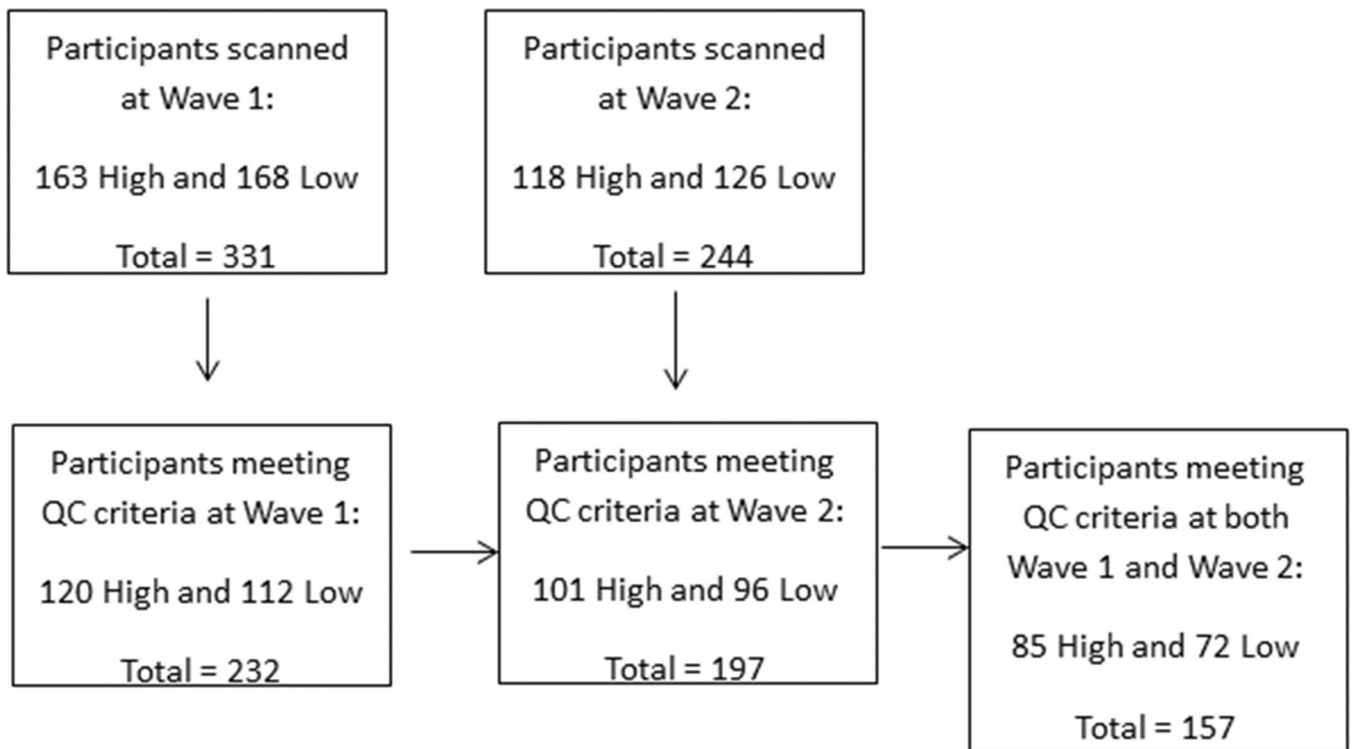 Participants scanned
at Wave 1:
163 High and 168 Low
Total = 331
Participants scanned
at Wave 2:
118 High and 126 Low
Total = 244
Participants meeting
QC criteria at Wave 1:
120 High and 112 Low
Total = 232
Participants meeting
QC criteria at Wave 2:
101 High and 96 Low
Total = 197
Participants meeting
QC criteria at both
Wave 1 and Wave 2:
85 High and 72 Low
Total = 157